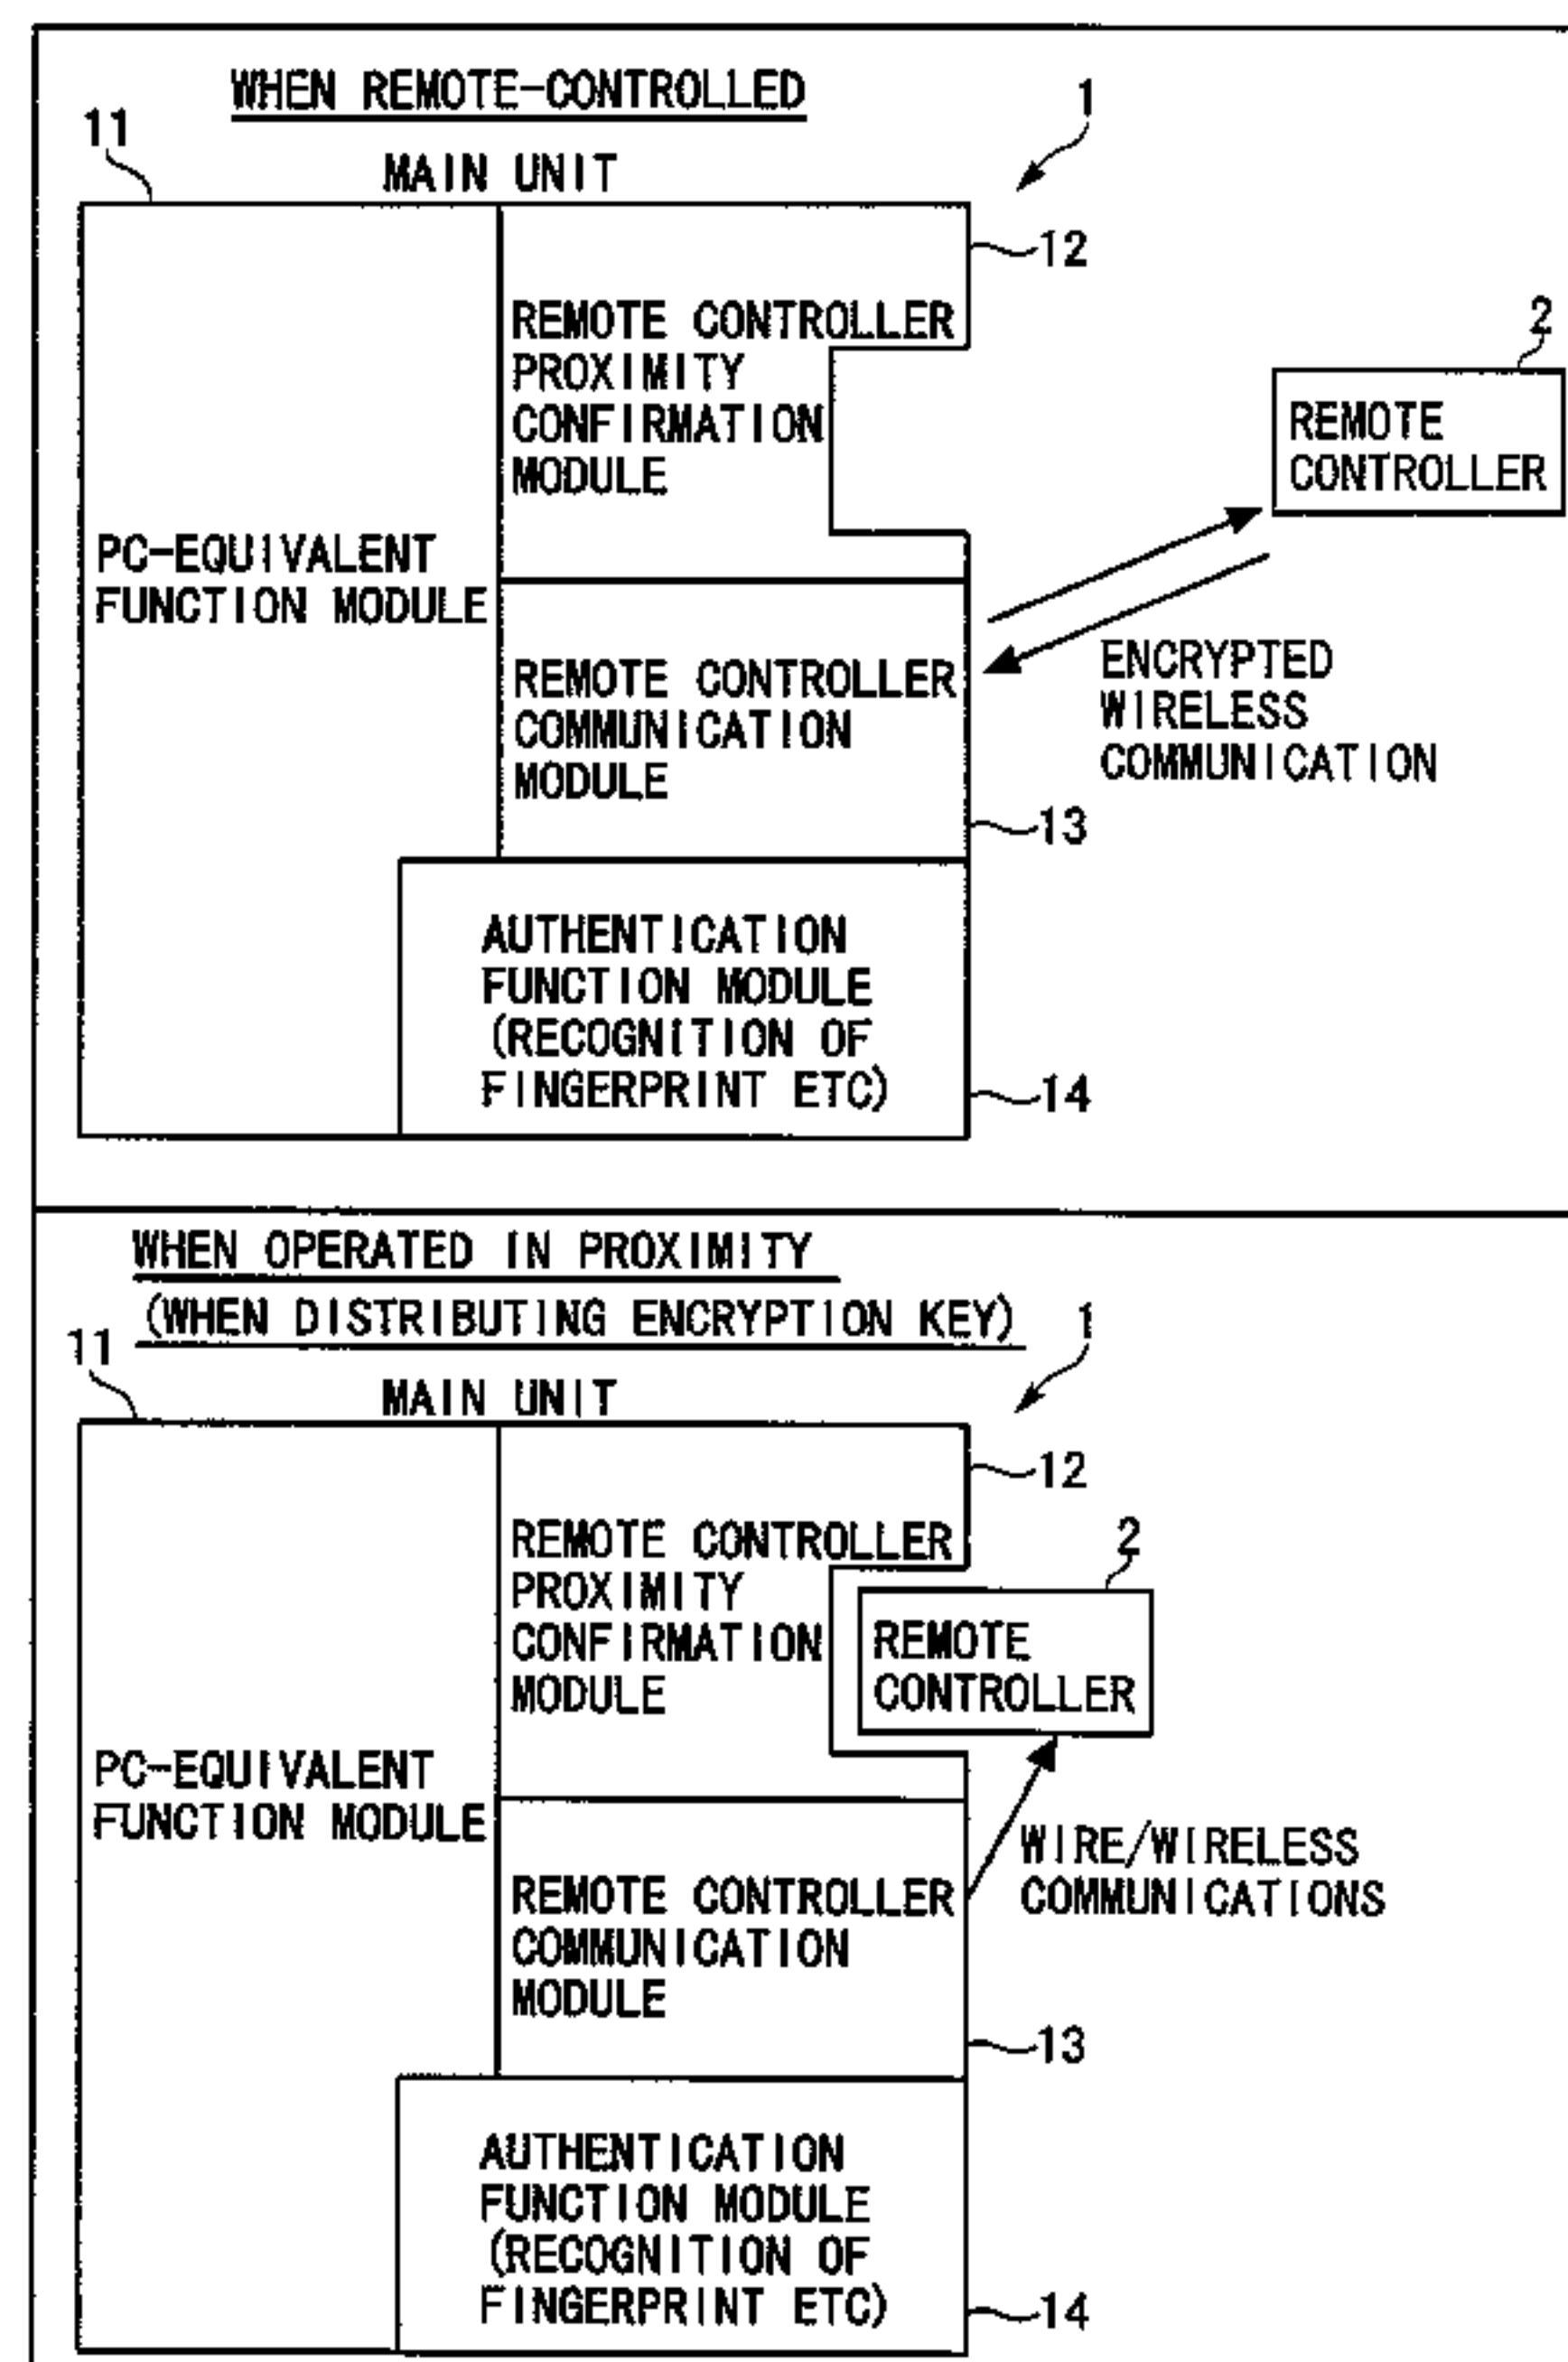 WHEN REMOTE-CONTROLLED
1
11
MAIN UNIT
12
REMOTE CONTROLLER
PROXIMITY
CONFIRMATION
MODULE
2
REMOTE
CONTROLLER
PC-EQUIVALENT
FUNCTION MODULE
REMOTE CONTROLLER
COMMUNICATION
MODULE
ENCRYPTED
WIRELESS
COMMUNICATION
13
AUTHENTICATION
FUNCTION MODULE
(RECOGNITION OF
FINGERPRINT ETC)
14
WHEN OPERATED IN PROXIMITY
(WHEN DISTRIBUTING ENCRYPTION KEY)
1
11
MAIN UNIT
12
REMOTE CONTROLLER
PROXIMITY
CONFIRMATION
MODULE
2
REMOTE
CONTROLLER
PC-EQUIVALENT
FUNCTION MODULE
WIRE/WIRELESS
COMMUNICATIONS
REMOTE CONTROLLER
COMMUNICATION
MODULE
13
AUTHENTICATION
FUNCTION MODULE
(RECOGNITION OF
FINGERPRINT ETC)
14